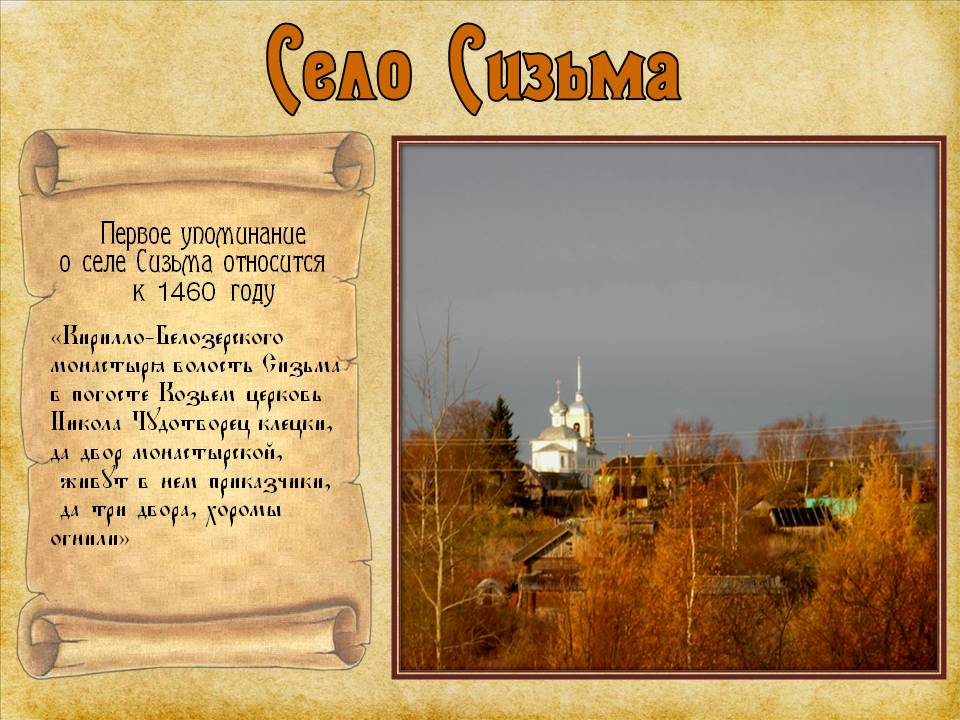 Село Сизьма
Первое упоминание
о селе Сизьма относится
к 1460 году
«Кирилло-Белозерского
монастыря волость Сизьма
в погосте Козьем церковь
Никола Чудотворец клецки,
да двор монастырской,
живут в нем приказчики,
да три двора, хоромы
огнили»